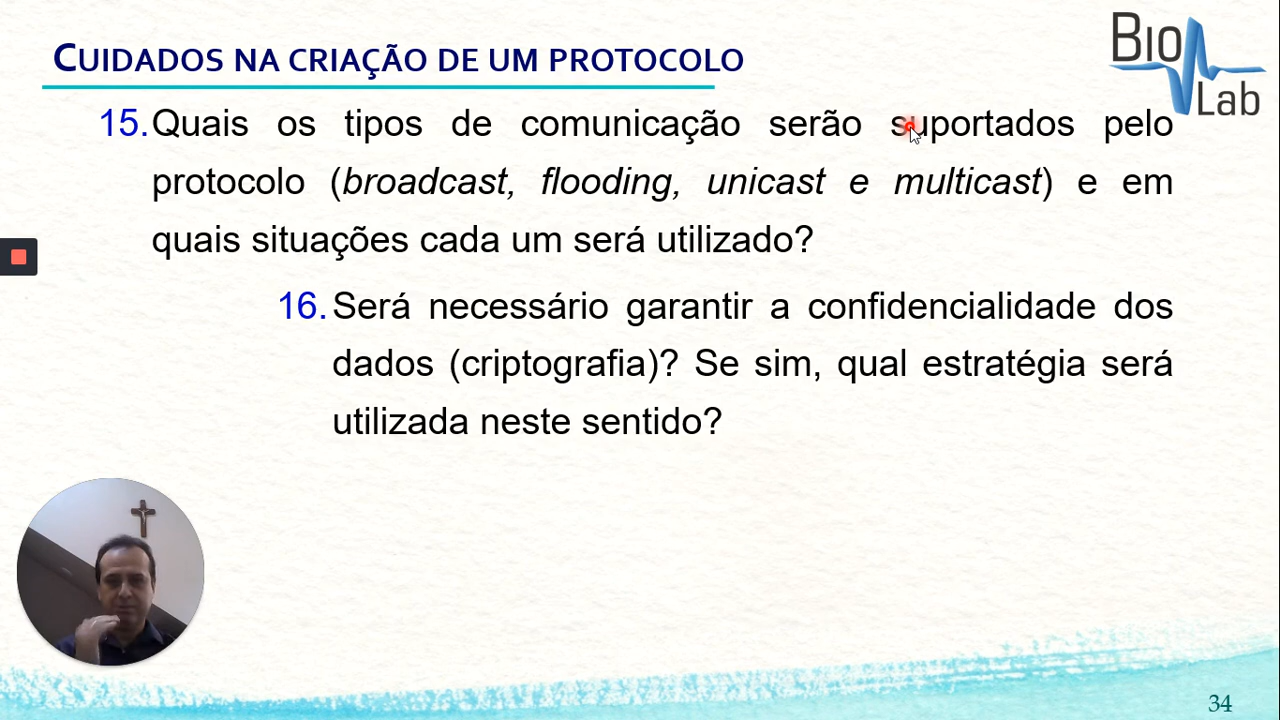 CUIDADOS NA CRIAÇÃO DE UM PROTOCOLO
BIO Lab
15. Quais os tipos de comunicação serão suportados pelo
protocolo (broadcast, flooding, unicast e multicast) e em
quais situações cada um será utilizado?
16. Será necessário garantir a confidencialidade dos
dados (criptografia)? Se sim, qual estratégia será
utilizada neste sentido?
34